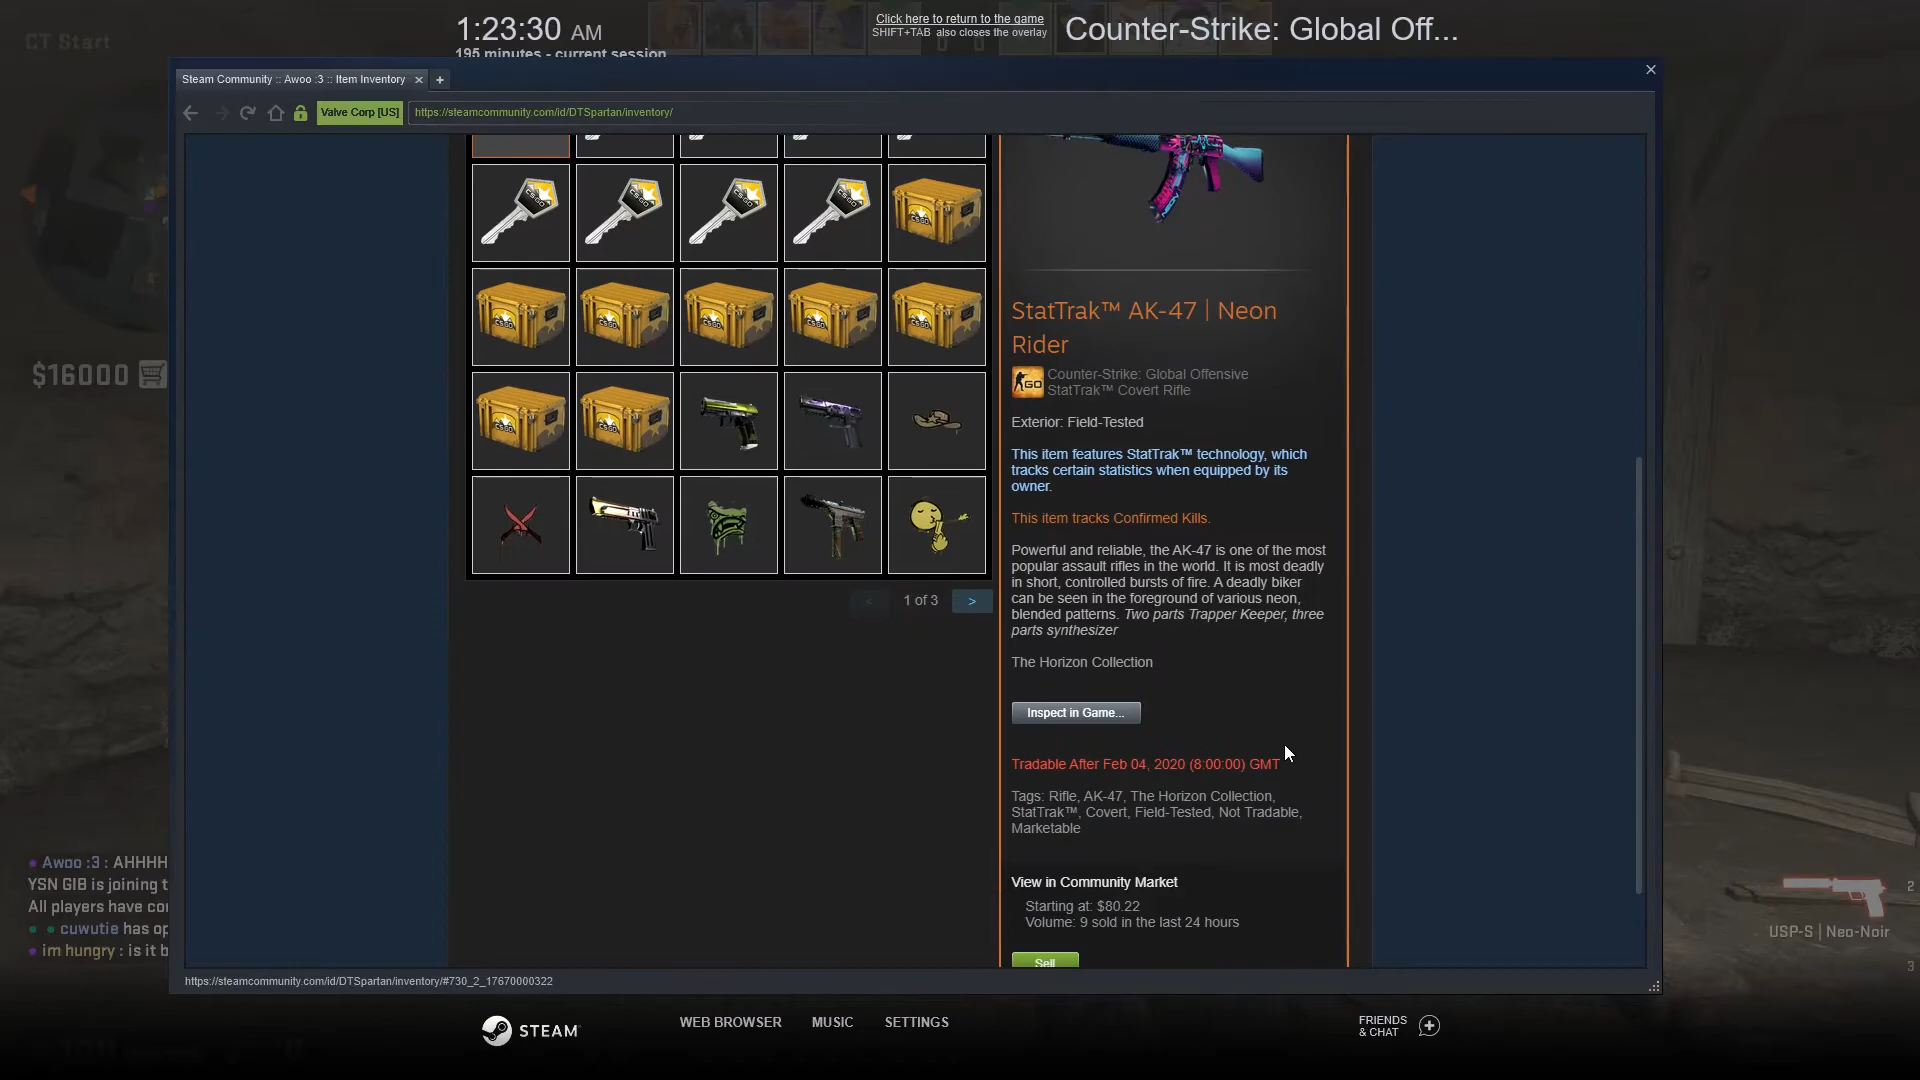 CT Start
1:23:30 AM
195 minutes - current session
Click here to return to the game
SHIFT+TAB also closes the overlay
Counter-Strike: Global Off...
Steam Community :: Awoo :3 :: Item Inventory
Valve Corp [US]
https://steamcommunity.com/id/DTSpartan/inventory/
$16000
StatTrak™ AK-47 | Neon
Rider
Counter-Strike: Global Offensive
StatTrak™ Covert Rifle
Exterior: Field-Tested
This item features StatTrak™ technology, which
tracks certain statistics when equipped by its
owner.
This item tracks Confirmed Kills.
Powerful and reliable, the AK-47 is one of the most
popular assault rifles in the world. It is most deadly
in short, controlled bursts of fire. A deadly biker
can be seen in the foreground of various neon,
blended patterns. Two parts Trapper Keeper, three
parts synthesizer
The Horizon Collection
Inspect in Game...
Tradable After Feb 04, 2020 (8:00:00) GMT
Tags: Rifle, AK-47, The Horizon Collection,
StatTrak™, Covert, Field-Tested, Not Tradable,
Marketable
View in Community Market
Starting at: $80.22
Volume: 9 sold in the last 24 hours
Sell
< 1 of 3 >
Awoo :3 : AHHHH
YSN GIB is joining t
All players have co
cuwutie has op
im hungry : is it b
2
USP-S | Neo-Noir
3
https://steamcommunity.com/id/DTSpartan/inventory/#730_2_17670000322
STEAM
WEB BROWSER
MUSIC
SETTINGS
FRIENDS
& CHAT